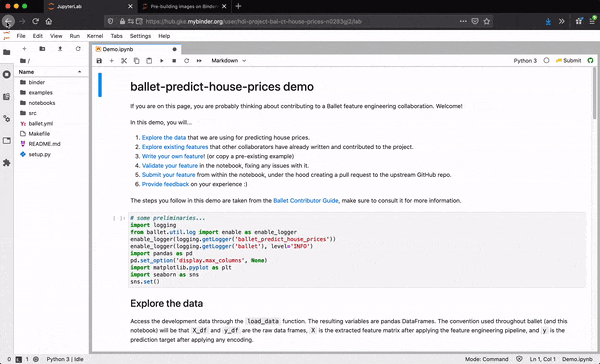 JupyterLab
Pre-building images on Binder
https://hub.gke.mybinder.org/user/hdi-project-bal-ct-house-prices-n0283gj2/lab
File Edit View Run Kernel Tabs Settings Help
Demo.ipynb
Markdown
Python 3
Submit
/
Name
binder
examples
notebooks
src
ballet.yml
Makefile
README.md
setup.py
ballet-predict-house-prices demo
If you are on this page, you are probably thinking about contributing to a Ballet feature engineering collaboration. Welcome!
In this demo, you will...
1. Explore the data that we are using for predicting house prices.
2. Explore existing features that other collaborators have already written and contributed to the project.
3. Write your own feature! (or copy a pre-existing example)
4. Validate your feature in the notebook, fixing any issues with it.
5. Submit your feature from within the notebook, under the hood creating a pull request to the upstream GitHub repo.
6. Provide feedback on your experience :)
The steps you follow in this demo are taken from the Ballet Contributor Guide, make sure to consult it for more information.
[ ]:
# some preliminaries...
import logging
from ballet.util.log import enable as enable_logger
enable_logger(logging.getLogger('ballet_predict_house_prices'))
enable_logger(logging.getLogger('ballet'), level='INFO')
import pandas as pd
pd.set_option('display.max_columns', None)
import matplotlib.pyplot as plt
import seaborn as sns
sns.set()
Explore the data
Access the development data through the load_data function. The resulting variables are pandas DataFrames. The convention used throughout ballet (and this
notebook) will be that X_df and y_df are the raw data frames, X is the extracted feature matrix after applying the feature engineering pipeline, and y is
the prediction target after applying any encoding.
0 1 Python 3 | Idle
Mode: Command Ln 1, Col 1 Demo.ipynb